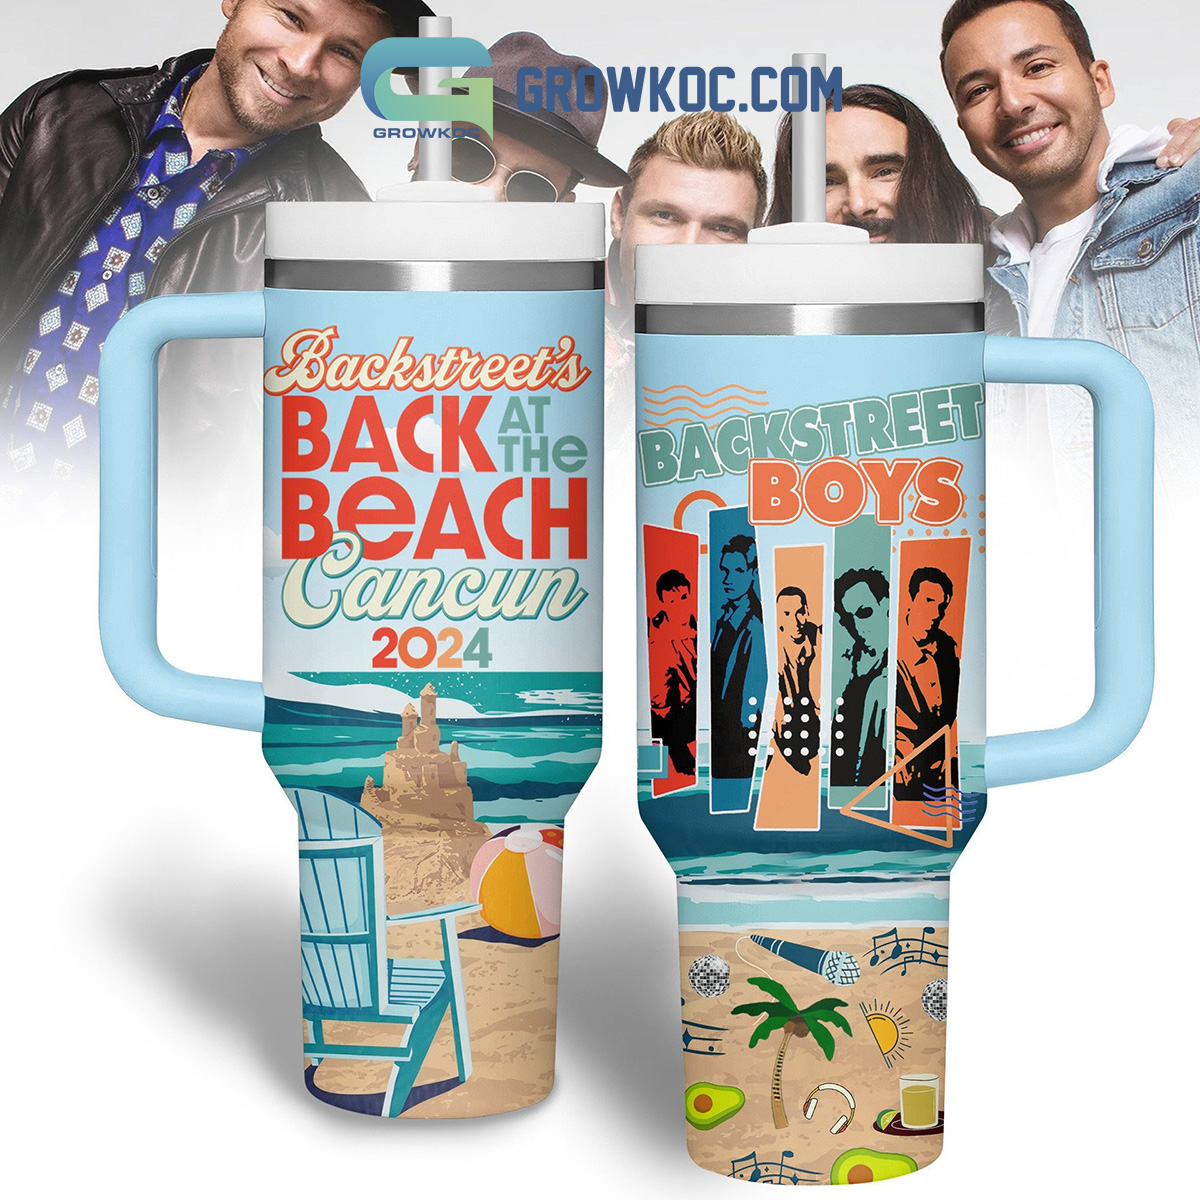 GROWKOC
GROWKOC.COM
Backstreet's
BACK AT THE
BEACH
Cancun
2024
BACKSTREET
BOYS